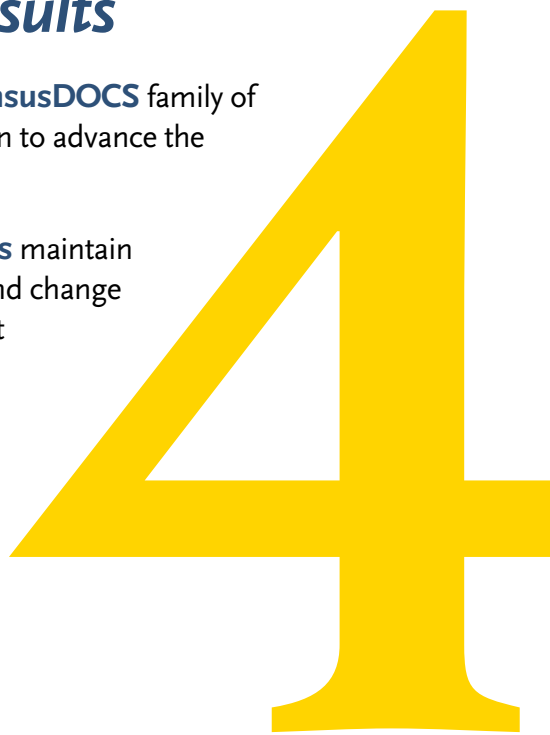 sults
nsusDOCS family of
n to advance the
s maintain
nd change
t
4